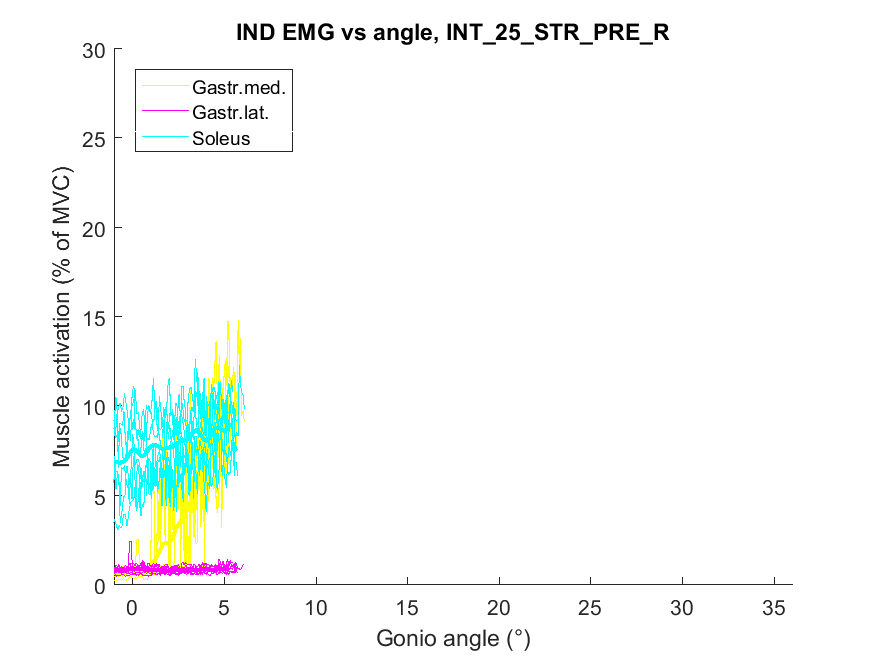 IND EMG vs angle, INT_25_STR_PRE_R
30
25
20
15
10
5
0
Muscle activation (% of MVC)
Gastr.med.
Gastr.lat.
Soleus
0 5 10 15 20 25 30 35
Gonio angle (°)